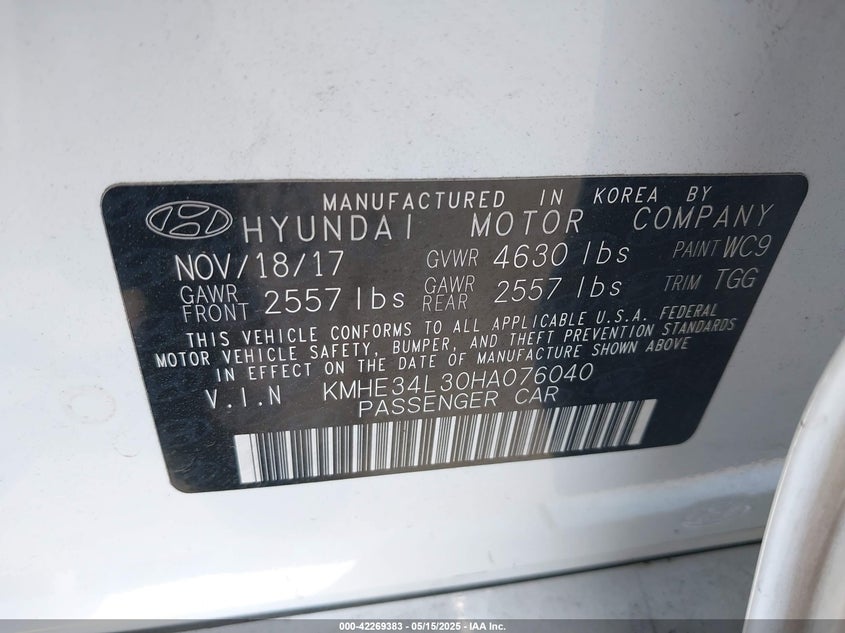 MANUFACTURED IN KOREA BY
HYUNDAI MOTOR COMPANY
NOV/18/17 GVWR 4630 lbs PAINT WC9
GAWR FRONT 2557 lbs GAWR REAR 2557 lbs TRIM TGG
THIS VEHICLE CONFORMS TO ALL APPLICABLE U.S.A. FEDERAL
MOTOR VEHICLE SAFETY, BUMPER, AND THEFT PREVENTION STANDARDS
IN EFFECT ON THE DATE OF MANUFACTURE SHOWN ABOVE
V.I.N KMHE34L30HA076040
PASSENGER CAR
000-42269383 - 05/15/2025 - IAA Inc.